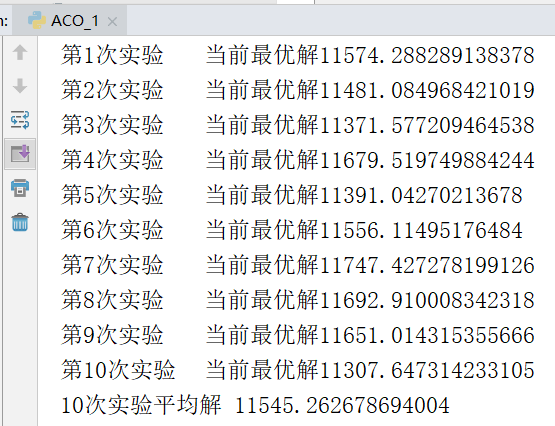 n: ACO_1 ×
第1次实验 当前最优解11574.288289138378
第2次实验 当前最优解11481.084968421019
第3次实验 当前最优解11371.577209464538
第4次实验 当前最优解11679.519749884244
第5次实验 当前最优解11391.04270213678
第6次实验 当前最优解11556.11495176484
第7次实验 当前最优解11747.427278199126
第8次实验 当前最优解11692.910008342318
第9次实验 当前最优解11651.014315355666
第10次实验 当前最优解11307.647314233105
10次实验平均解 11545.262678694004